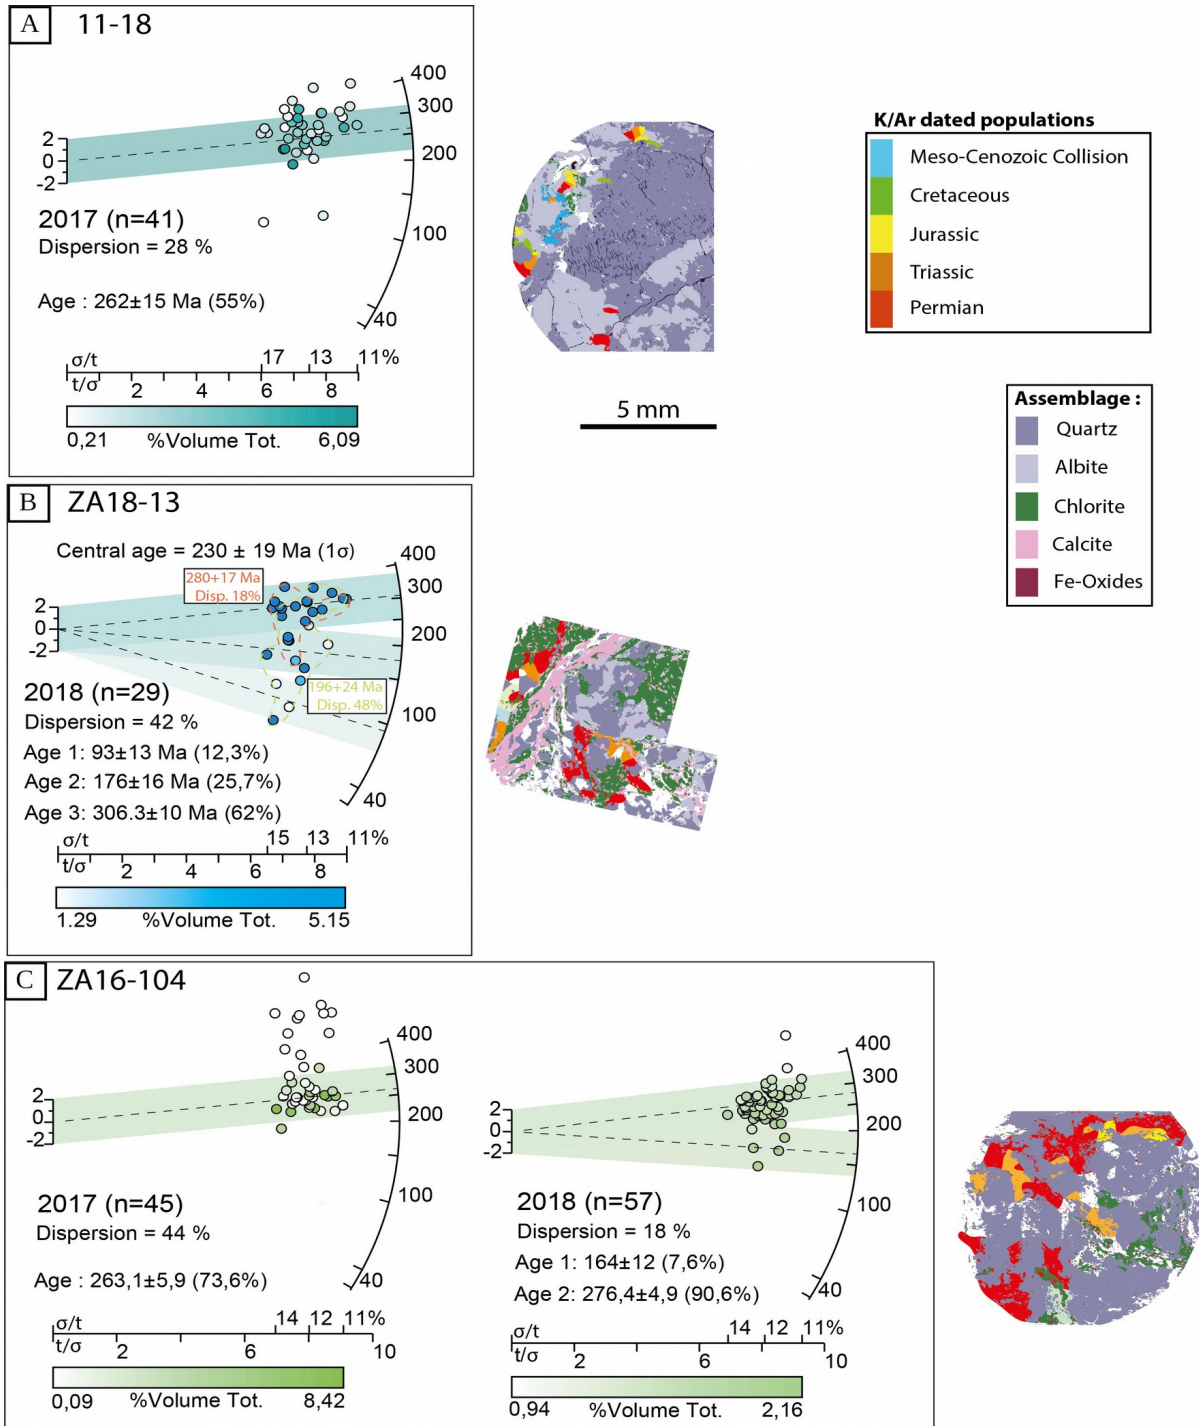 A 11-18
400
300
200
100
40
2
0
-2
2017 (n=41)
Dispersion = 28 %
Age : 262±15 Ma (55%)
σ/t 17 13 11%
t/σ 2 4 6 8
0,21 %Volume Tot. 6,09
K/Ar dated populations
Meso-Cenozoic Collision
Cretaceous
Jurassic
Triassic
Permian
5 mm
Assemblage :
Quartz
Albite
Chlorite
Calcite
Fe-Oxides
B ZA18-13
Central age = 230 ± 19 Ma (1σ)
400
300
200
100
40
280+17 Ma
Disp. 18%
2
0
-2
196+24 Ma
Disp. 48%
2018 (n=29)
Dispersion = 42 %
Age 1: 93±13 Ma (12,3%)
Age 2: 176±16 Ma (25,7%)
Age 3: 306.3±10 Ma (62%)
σ/t 15 13 11%
t/σ 2 4 6 8
1.29 %Volume Tot. 5.15
C ZA16-104
400
300
200
100
40
2
0
-2
2017 (n=45)
Dispersion = 44 %
Age : 263,1±5,9 (73,6%)
σ/t 14 12 11%
t/σ 2 6 10
0,09 %Volume Tot. 8,42
400
300
200
100
40
2
0
-2
2018 (n=57)
Dispersion = 18 %
Age 1: 164±12 (7,6%)
Age 2: 276,4±4,9 (90,6%)
σ/t 14 12 11%
t/σ 2 6 10
0,94 %Volume Tot. 2,16